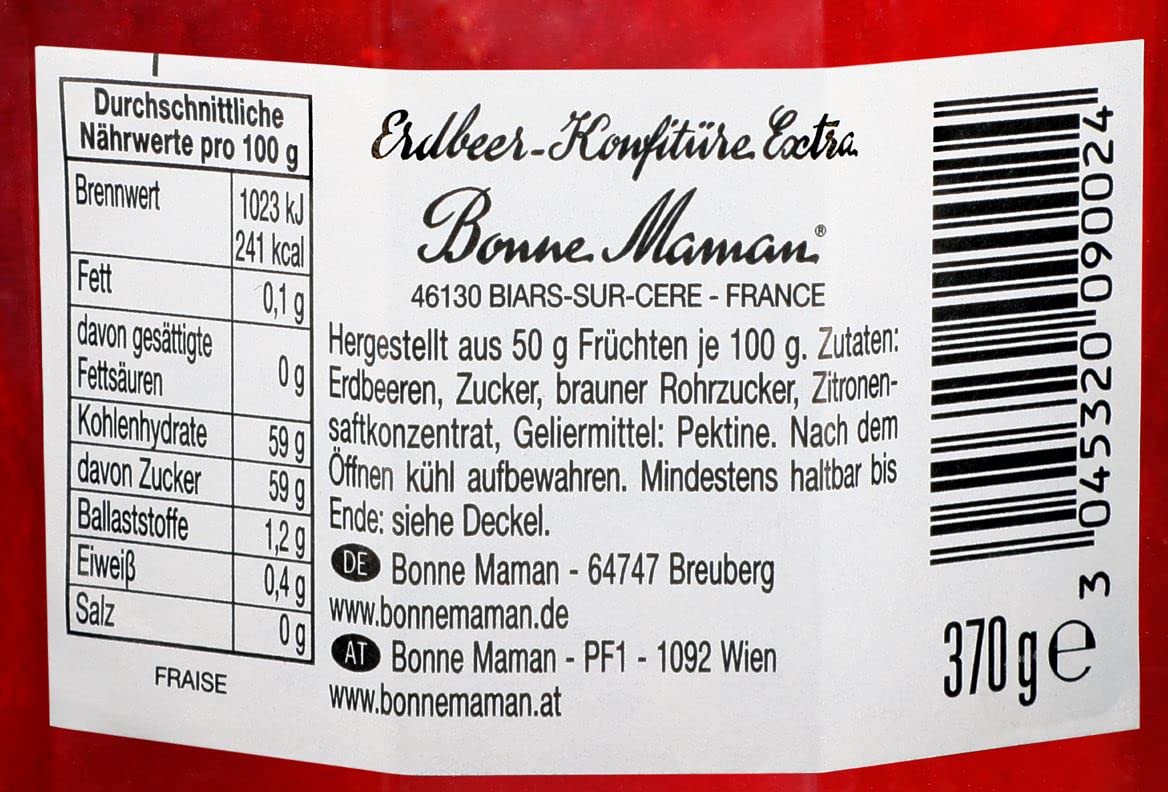 Durchschnittliche
Nährwerte pro 100 g
Brennwert 1023 kJ
241 kcal
Fett 0,1 g
davon gesättigte
Fettsäuren 0 g
Kohlenhydrate 59 g
davon Zucker 59 g
Ballaststoffe 1,2 g
Eiweiß 0,4 g
Salz 0 g
FRAISE
Erdbeer-Konfitüre Extra
Bonne Maman®
46130 BIARS-SUR-CERE - FRANCE
Hergestellt aus 50 g Früchten je 100 g. Zutaten:
Erdbeeren, Zucker, brauner Rohrzucker, Zitronen-
saftkonzentrat, Geliermittel: Pektine. Nach dem
Öffnen kühl aufbewahren. Mindestens haltbar bis
Ende: siehe Deckel.
DE Bonne Maman - 64747 Breuberg
www.bonnemaman.de
AT Bonne Maman - PF1 - 1092 Wien
www.bonnemaman.at
3 045320 090024
370 g e